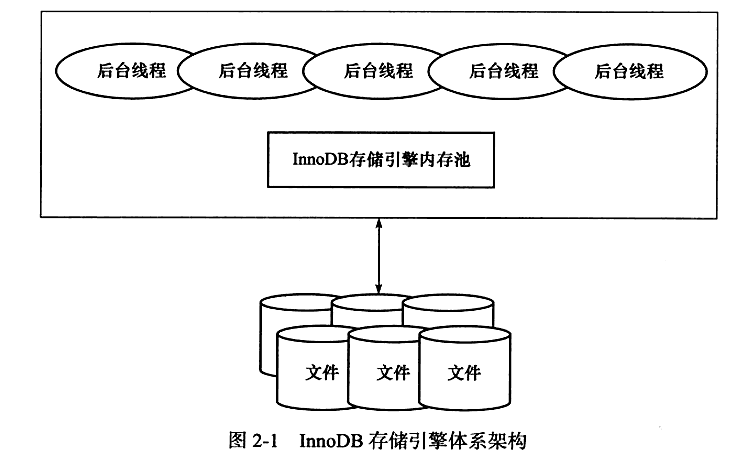 后台线程 后台线程 后台线程 后台线程 后台线程
InnoDB存储引擎内存池
文件 文件 文件
图 2-1 InnoDB 存储引擎体系架构